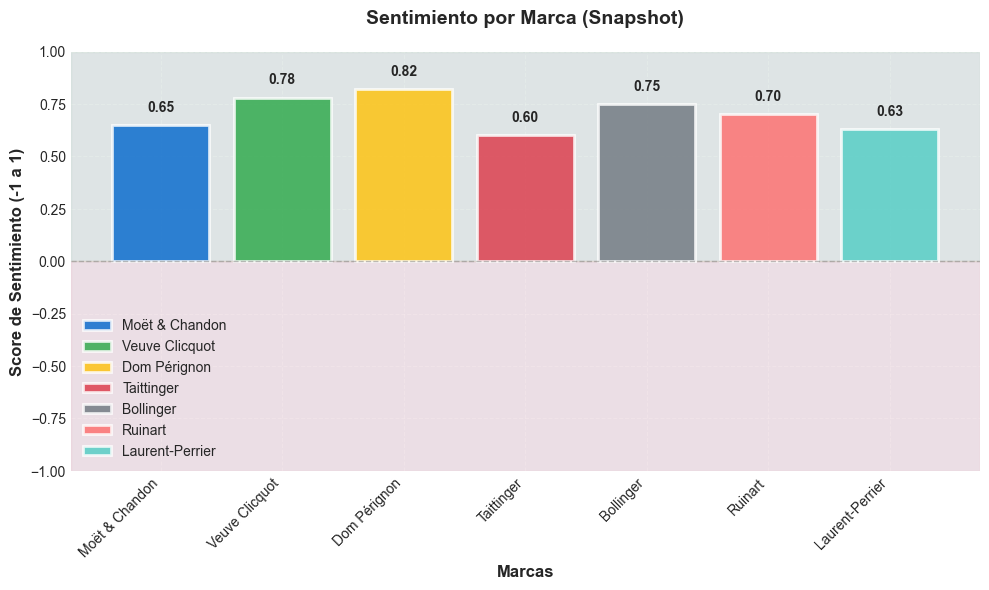 Sentimiento por Marca (Snapshot)
Score de Sentimiento (-1 a 1)
1.00
0.75
0.50
0.25
0.00
−0.25
−0.50
−0.75
−1.00
0.65
0.78
0.82
0.60
0.75
0.70
0.63
Moët & Chandon
Veuve Clicquot
Dom Pérignon
Taittinger
Bollinger
Ruinart
Laurent-Perrier
Moët & Chandon
Veuve Clicquot
Dom Pérignon
Taittinger
Bollinger
Ruinart
Laurent-Perrier
Marcas